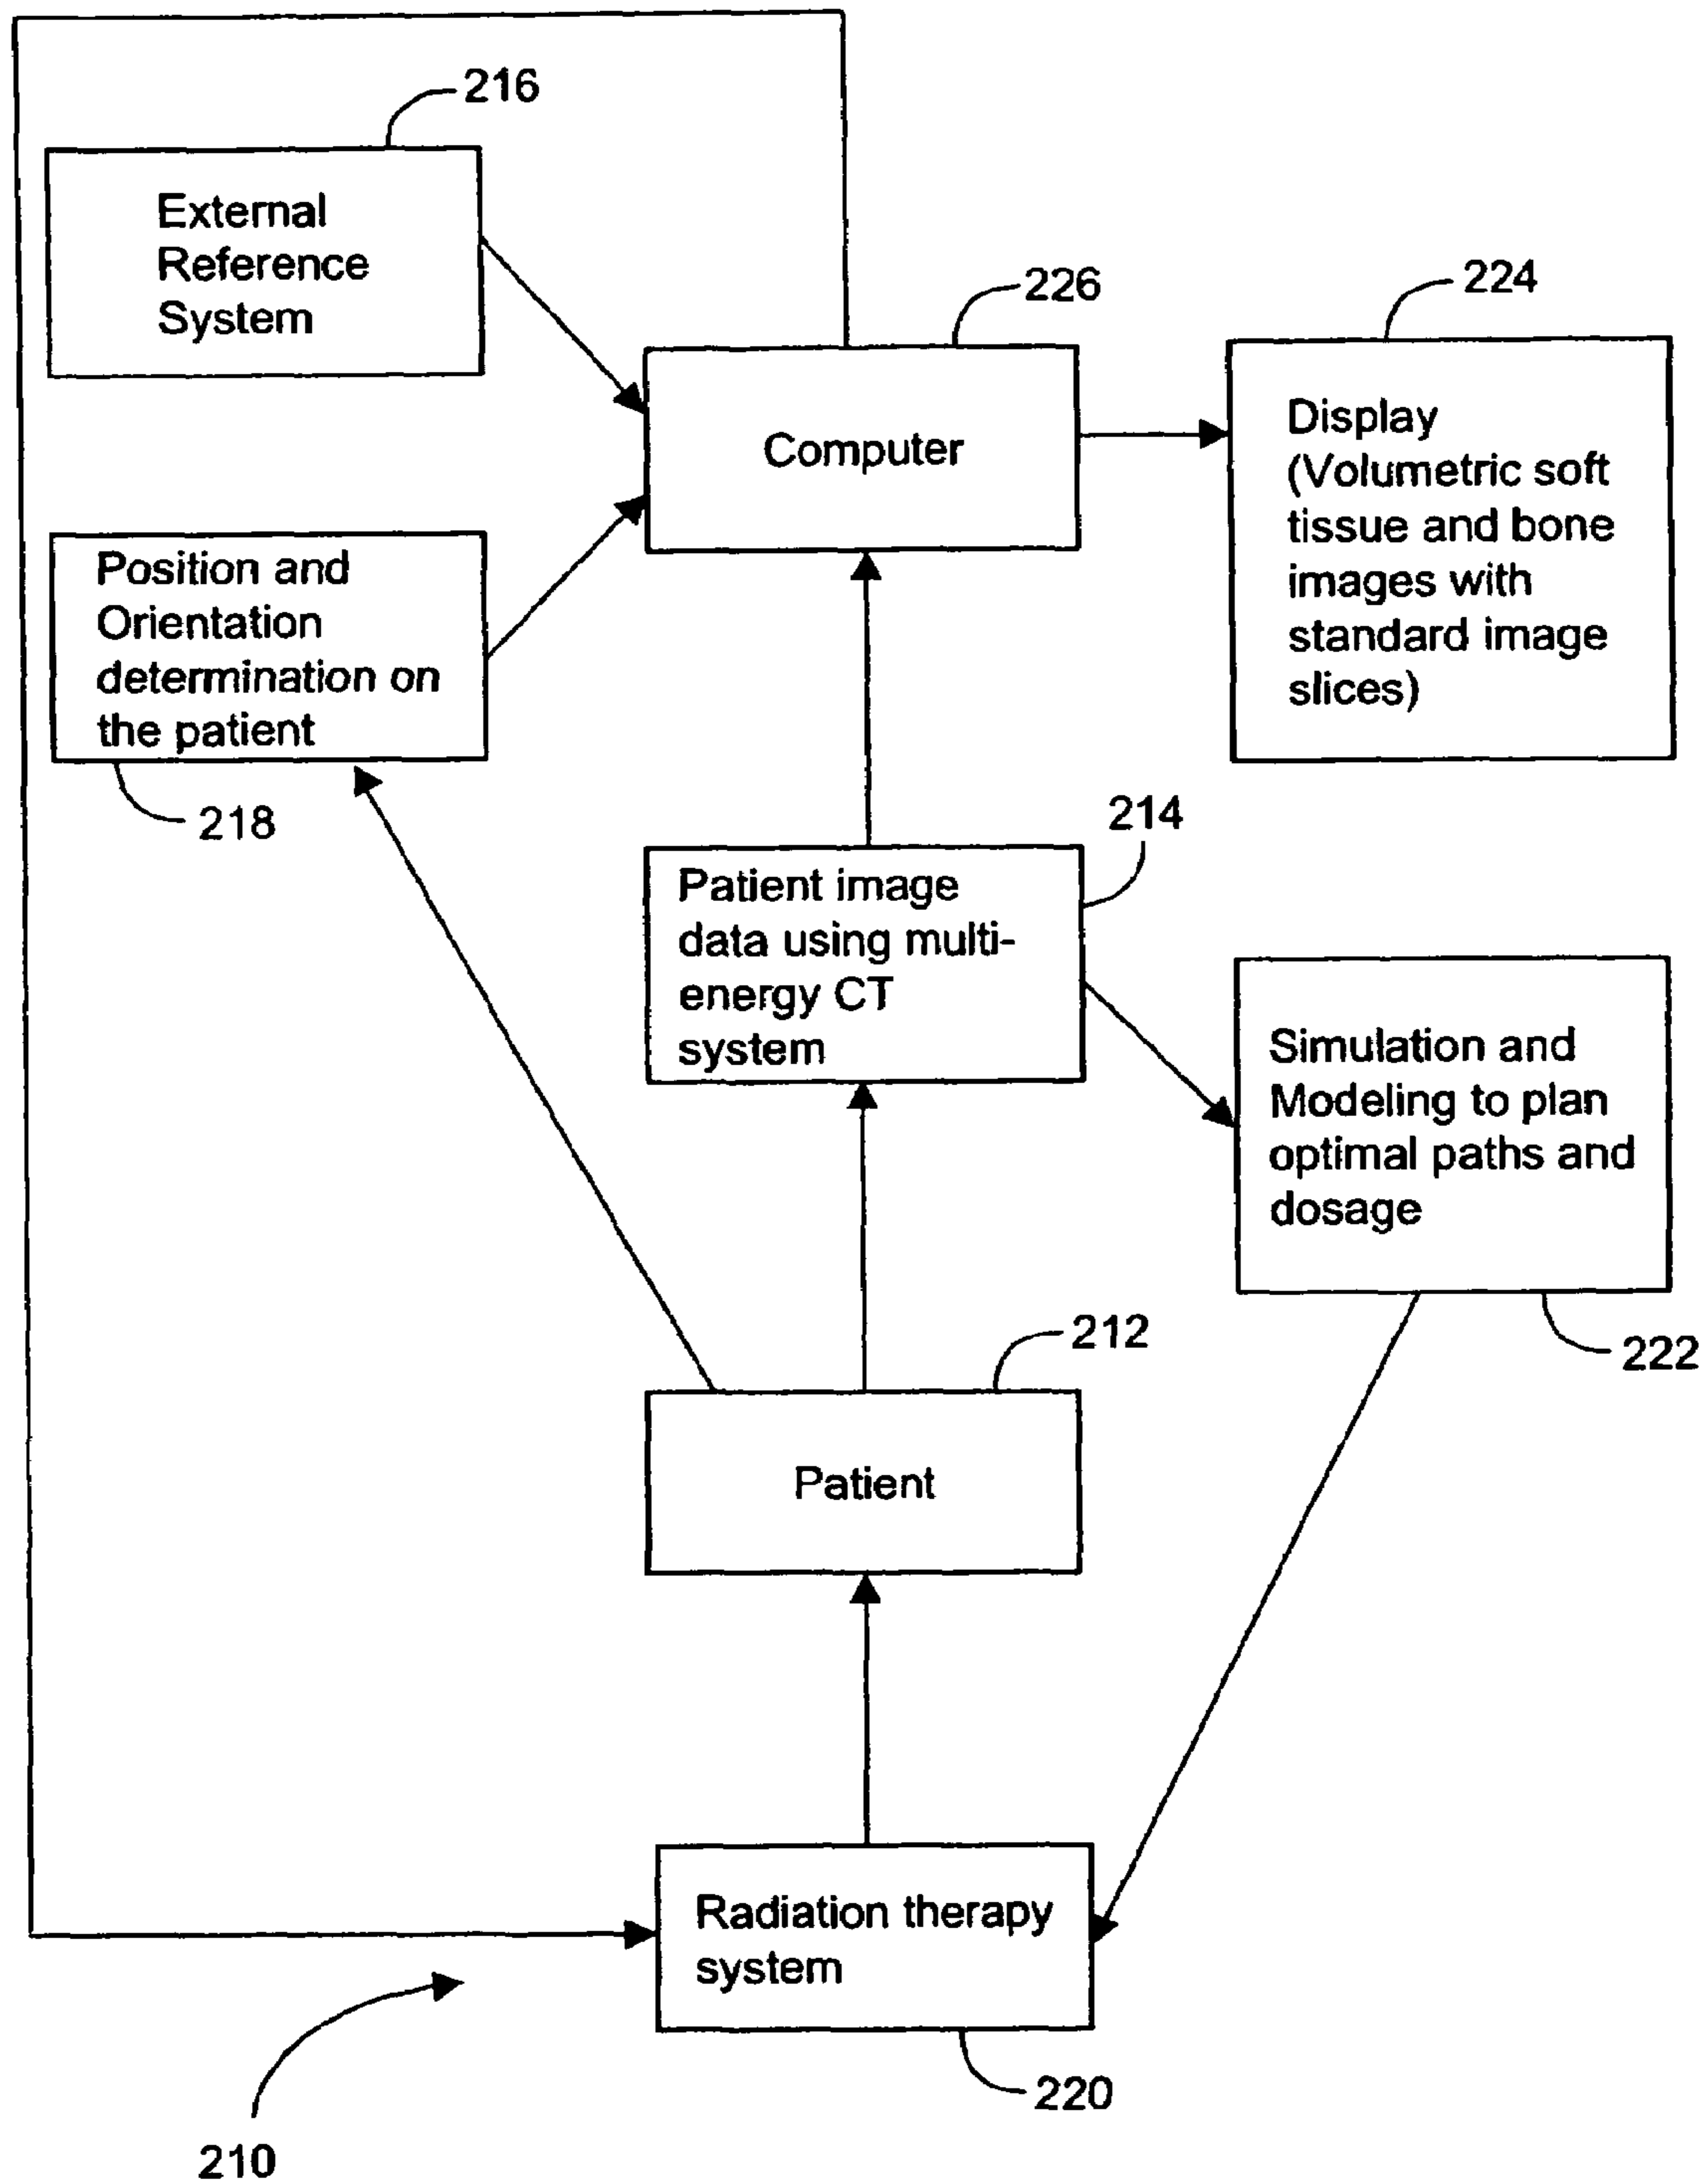 216
External
Reference
System
226
224
Computer
Display
(Volumetric soft
tissue and bone
images with
standard image
slices)
Position and
Orientation
determination on
the patient
218
214
Patient image
data using multi-
energy CT
system
Simulation and
Modeling to plan
optimal paths and
dosage
212
222
Patient
Radiation therapy
system
220
210